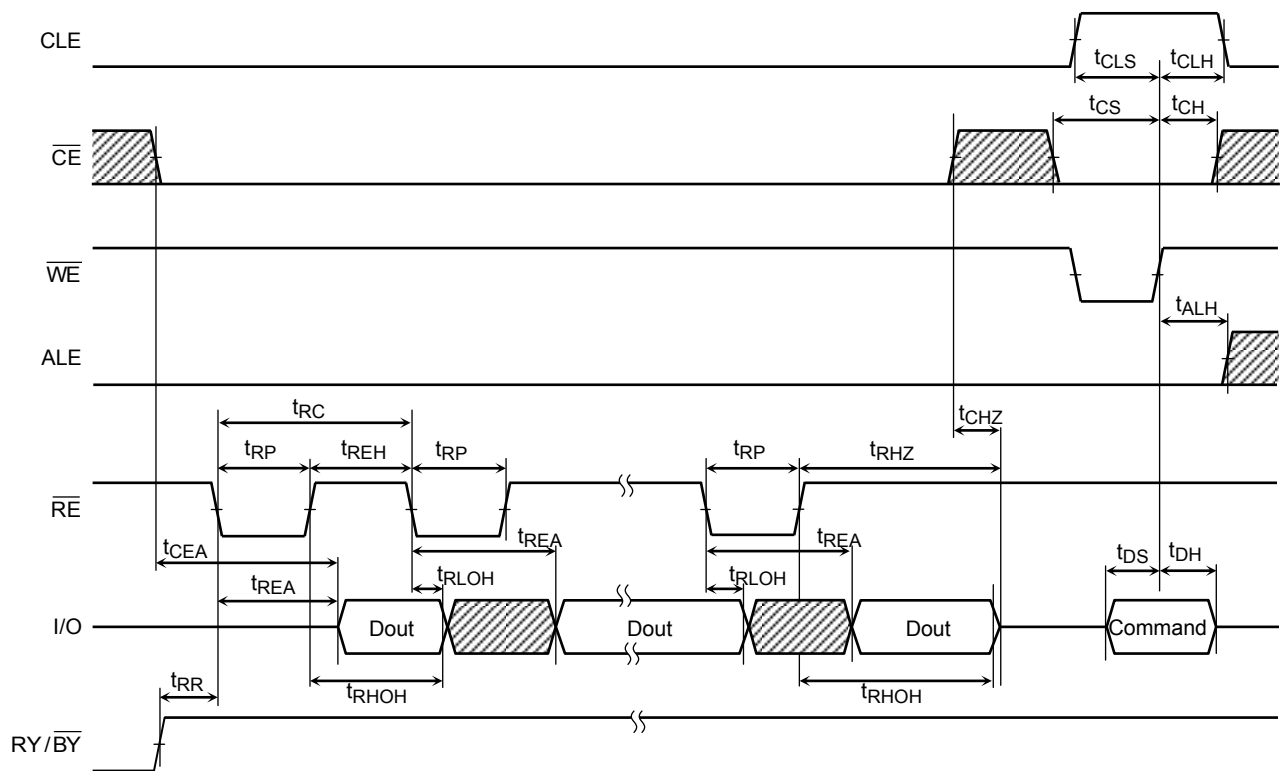 CLE
tCLS tCLH
tCS tCH
CE
WE
tALH
ALE
tRC
tCHZ
tRP tREH tRP tRP tRHZ
RE
tCEA tREA tREA tDS tDH
tREA tRLOH tRLOH
I/O Dout Dout Dout Command
tRR tRHOH tRHOH
RY/BY